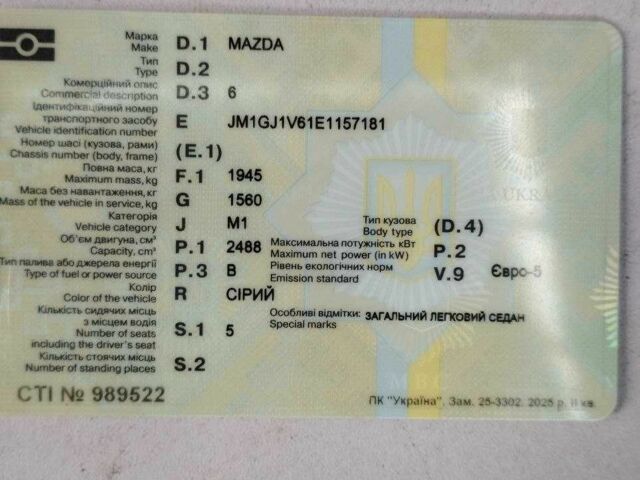 Марка
Make D.1 MAZDA
Тип
Type D.2
Комерційний опис
Commercial description D.3 6
Ідентифікаційний номер
транспортного засобу
Vehicle identification number E JM1GJ1V61E1157181
Номер шасі (кузова, рами)
Chassis number (body, frame) (E.1)
Повна маса, кг
Maximum mass, kg F.1 1945
Маса без навантаження, кг
Mass of the vehicle in service, kg G 1560
Категорія
Vehicle category J M1
Тип кузова
Body type (D.4)
Об'єм двигуна, см³
Capacity, cm³ P.1 2488
Максимальна потужність кВт
Maximum net power (in kW) P.2
Тип палива або джерела енергії
Type of fuel or power source P.3 B
Рівень екологічних норм
Emission standard V.9 Євро-5
Колір
Color of the vehicle R СІРИЙ
Кількість сидячих місць
з місцем водія
Number of seats
including the driver's seat S.1 5
Особливі відмітки: ЗАГАЛЬНИЙ ЛЕГКОВИЙ СЕДАН
Special marks
Кількість стоячих місць
Number of standing places S.2
СТІ № 989522
ПК "Україна". Зам. 25-3302. 2025 р. II кв.